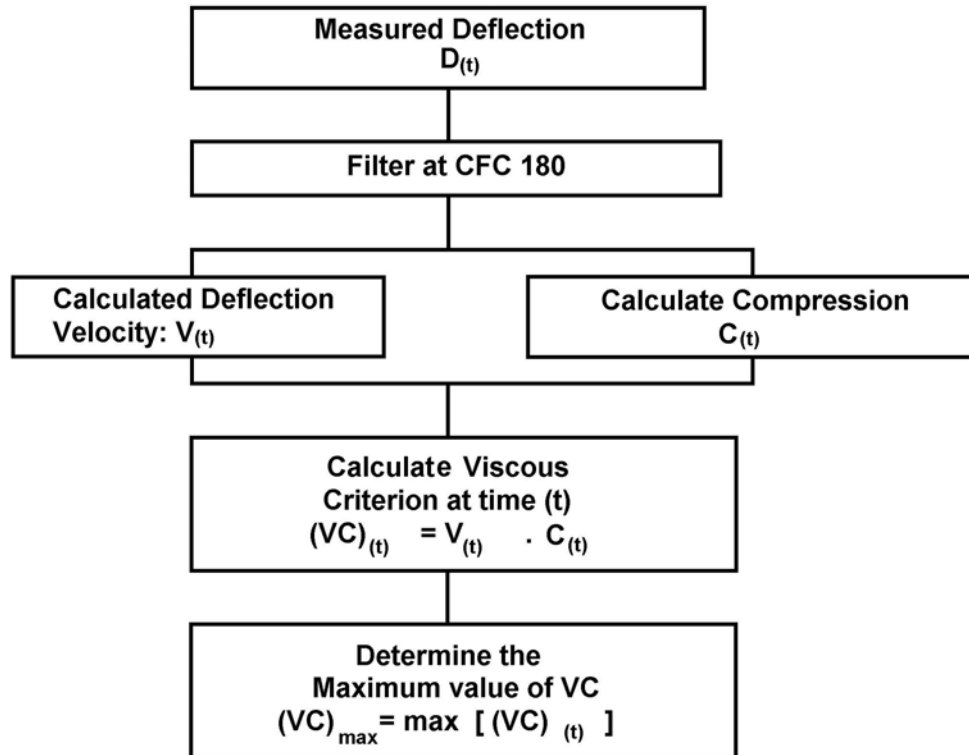 Measured Deflection
D(t)
Filter at CFC 180
Calculated Deflection
Velocity: V(t)
Calculate Compression
C(t)
Calculate Viscous
Criterion at time (t)
(VC)(t) = V(t) . C(t)
Determine the
Maximum value of VC
(VC)max = max [ (VC) (t) ]